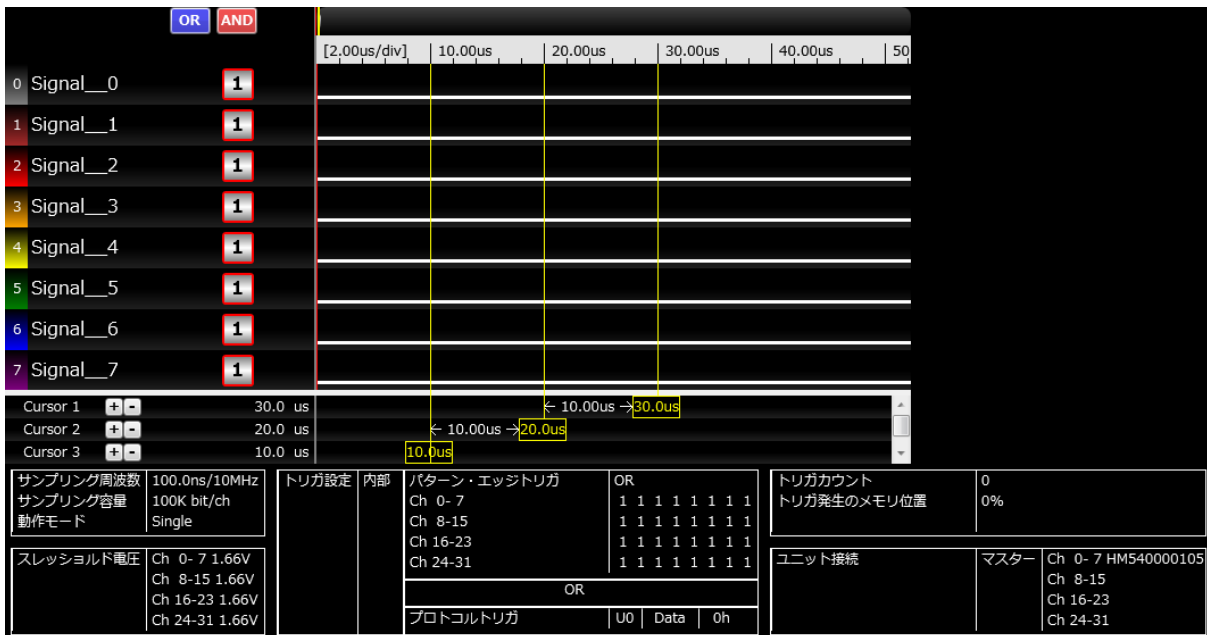 OR AND
[2.00us/div] 10.00us 20.00us 30.00us 40.00us 50
0 Signal__0 1
1 Signal__1 1
2 Signal__2 1
3 Signal__3 1
4 Signal__4 1
5 Signal__5 1
6 Signal__6 1
7 Signal__7 1
Cursor 1 + - 30.0 us ← 10.00us → 30.0us
Cursor 2 + - 20.0 us ← 10.00us → 20.0us
Cursor 3 + - 10.0 us 10.0us
サンプリング周波数 100.0ns/10MHz
サンプリング容量 100K bit/ch
動作モード Single
スレッショルド電圧 Ch 0- 7 1.66V
Ch 8-15 1.66V
Ch 16-23 1.66V
Ch 24-31 1.66V
トリガ設定 内部 パターン・エッジトリガ OR
Ch 0- 7 1 1 1 1 1 1 1 1
Ch 8-15 1 1 1 1 1 1 1 1
Ch 16-23 1 1 1 1 1 1 1 1
Ch 24-31 1 1 1 1 1 1 1 1
OR
プロトコルトリガ U0 Data 0h
トリガカウント 0
トリガ発生のメモリ位置 0%
ユニット接続 マスター Ch 0- 7 HM540000105
Ch 8-15
Ch 16-23
Ch 24-31